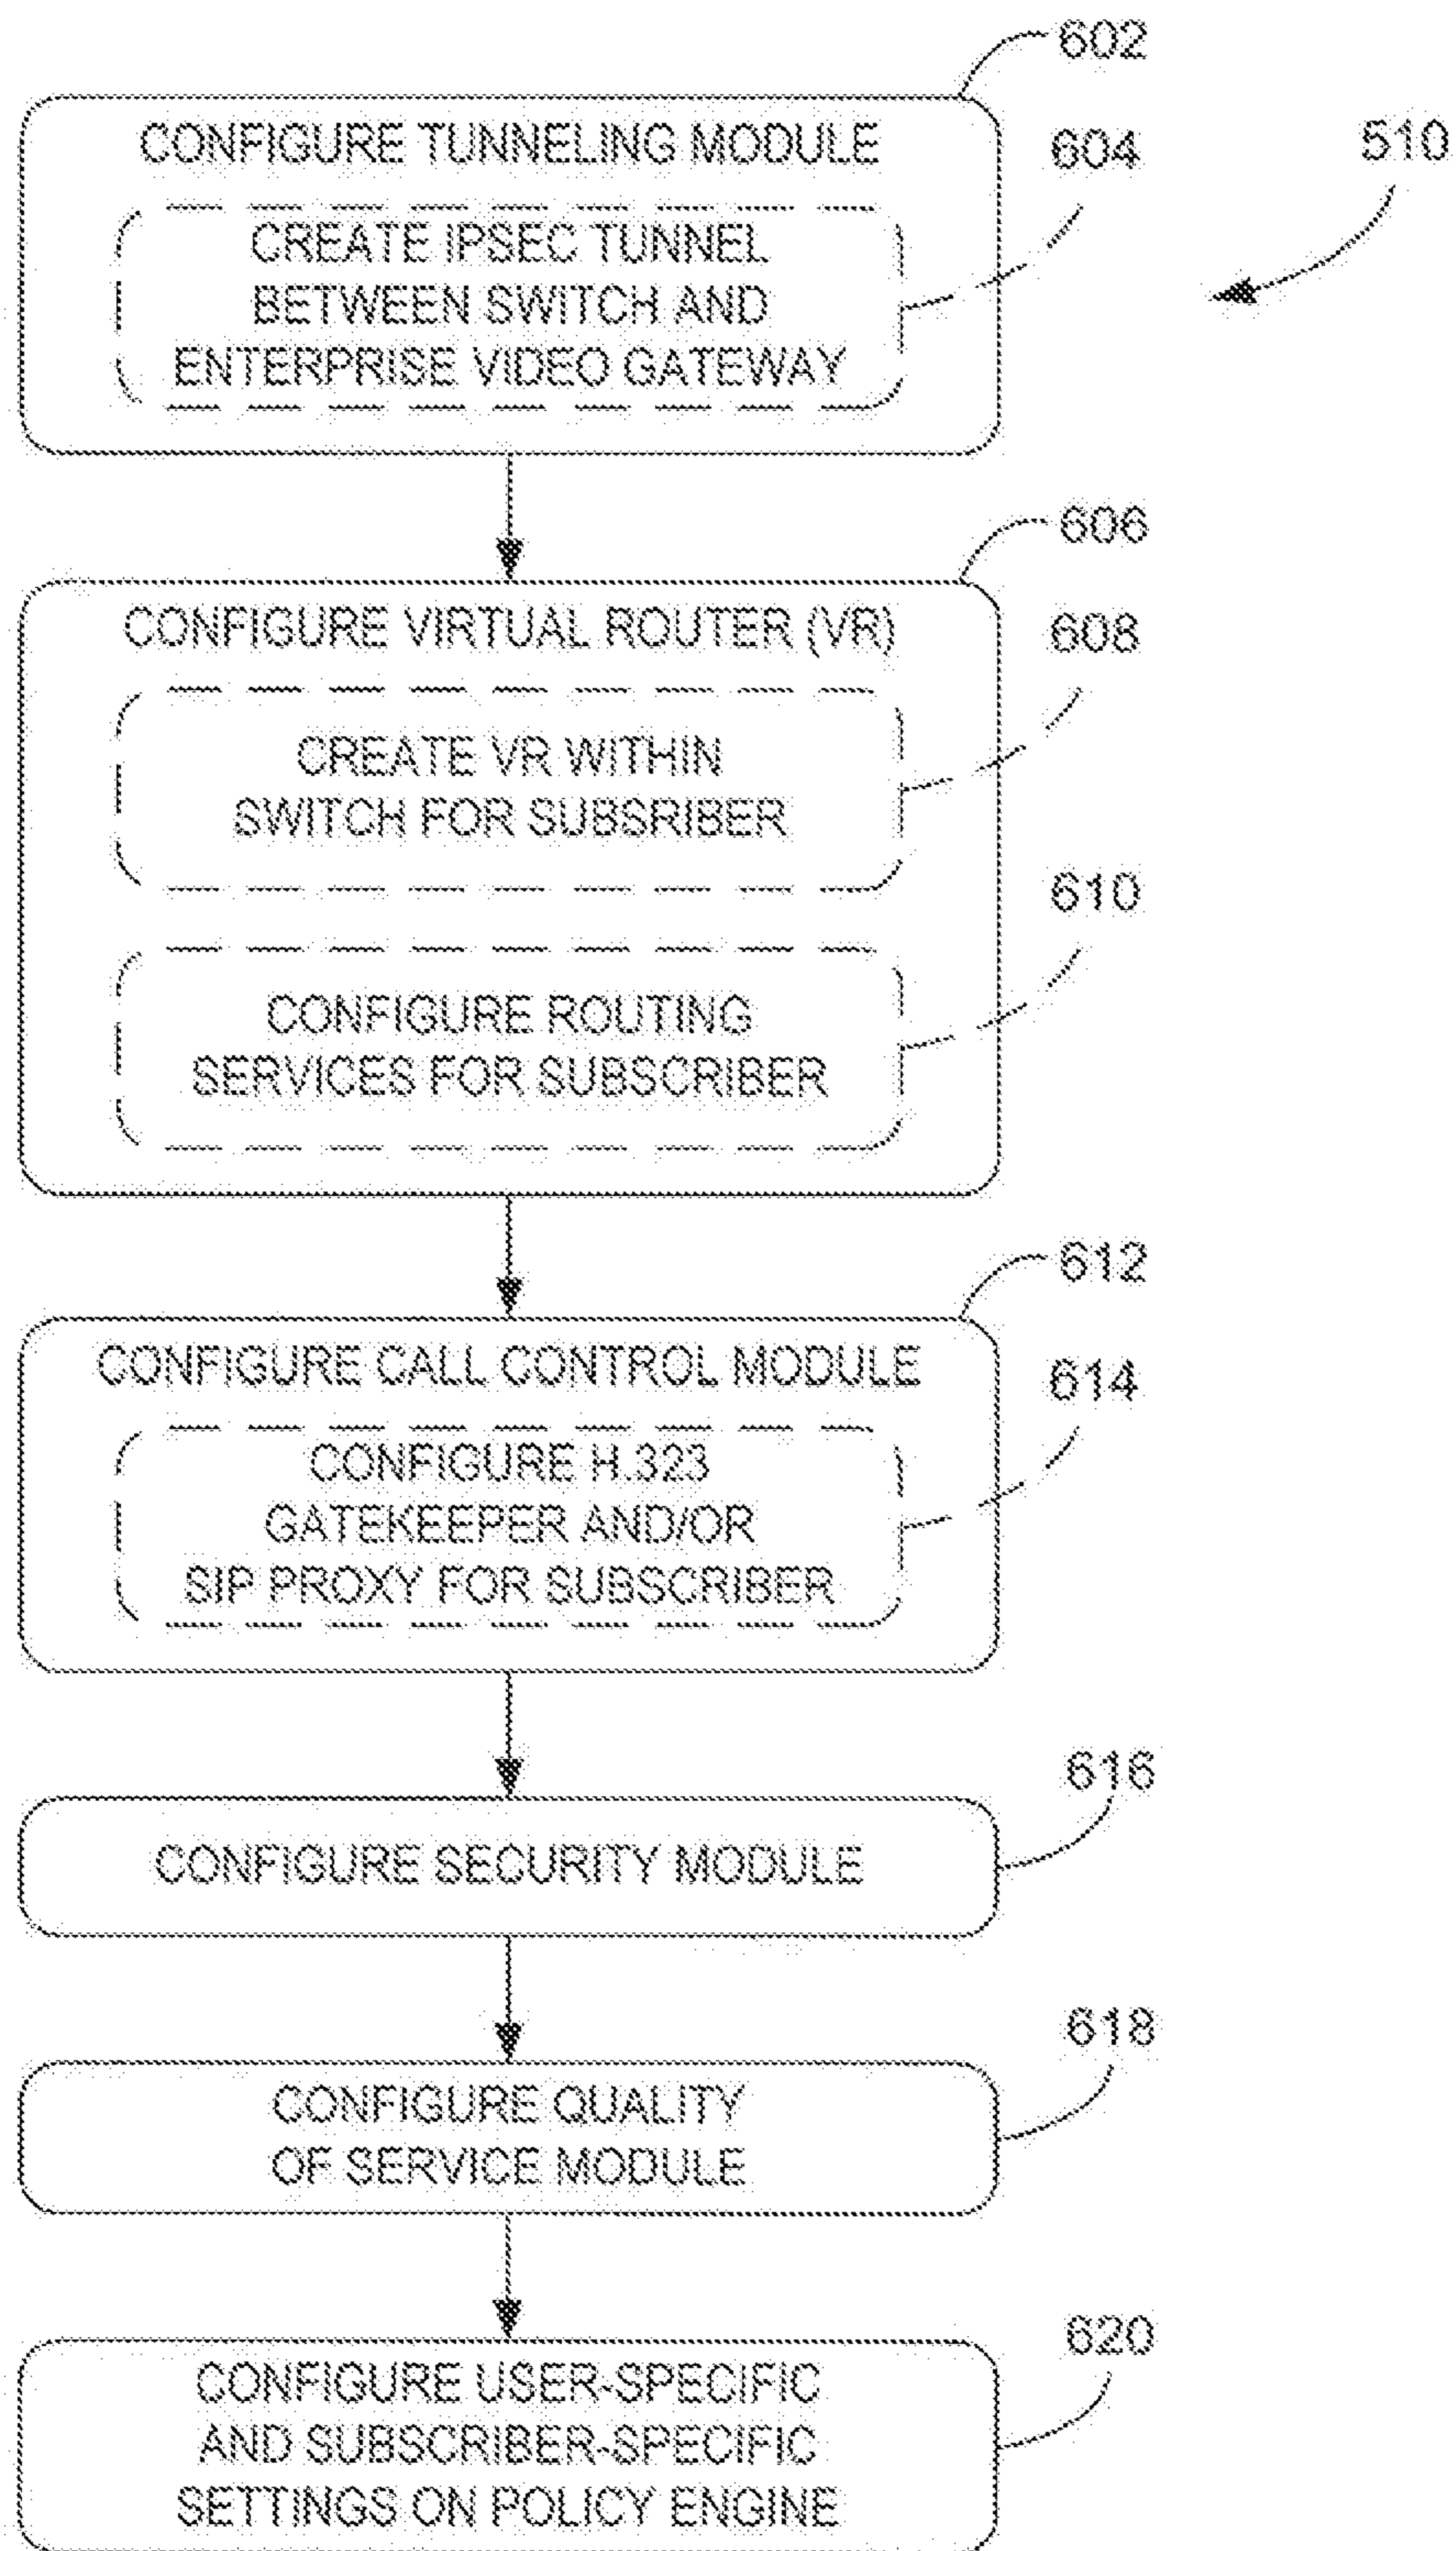 602
CONFIGURE TUNNELING MODULE
604
510
CREATE IPSEC TUNNEL
BETWEEN SWITCH AND
ENTERPRISE VIDEO GATEWAY
606
CONFIGURE VIRTUAL ROUTER (VR)
608
CREATE VR WITHIN
SWITCH FOR SUBSRIBER
610
CONFIGURE ROUTING
SERVICES FOR SUBSCRIBER
612
CONFIGURE CALL CONTROL MODULE
614
CONFIGURE H.323
GATEKEEPER AND/OR
SIP PROXY FOR SUBSCRIBER
616
CONFIGURE SECURITY MODULE
618
CONFIGURE QUALITY
OF SERVICE MODULE
620
CONFIGURE USER-SPECIFIC
AND SUBSCRIBER-SPECIFIC
SETTINGS ON POLICY ENGINE